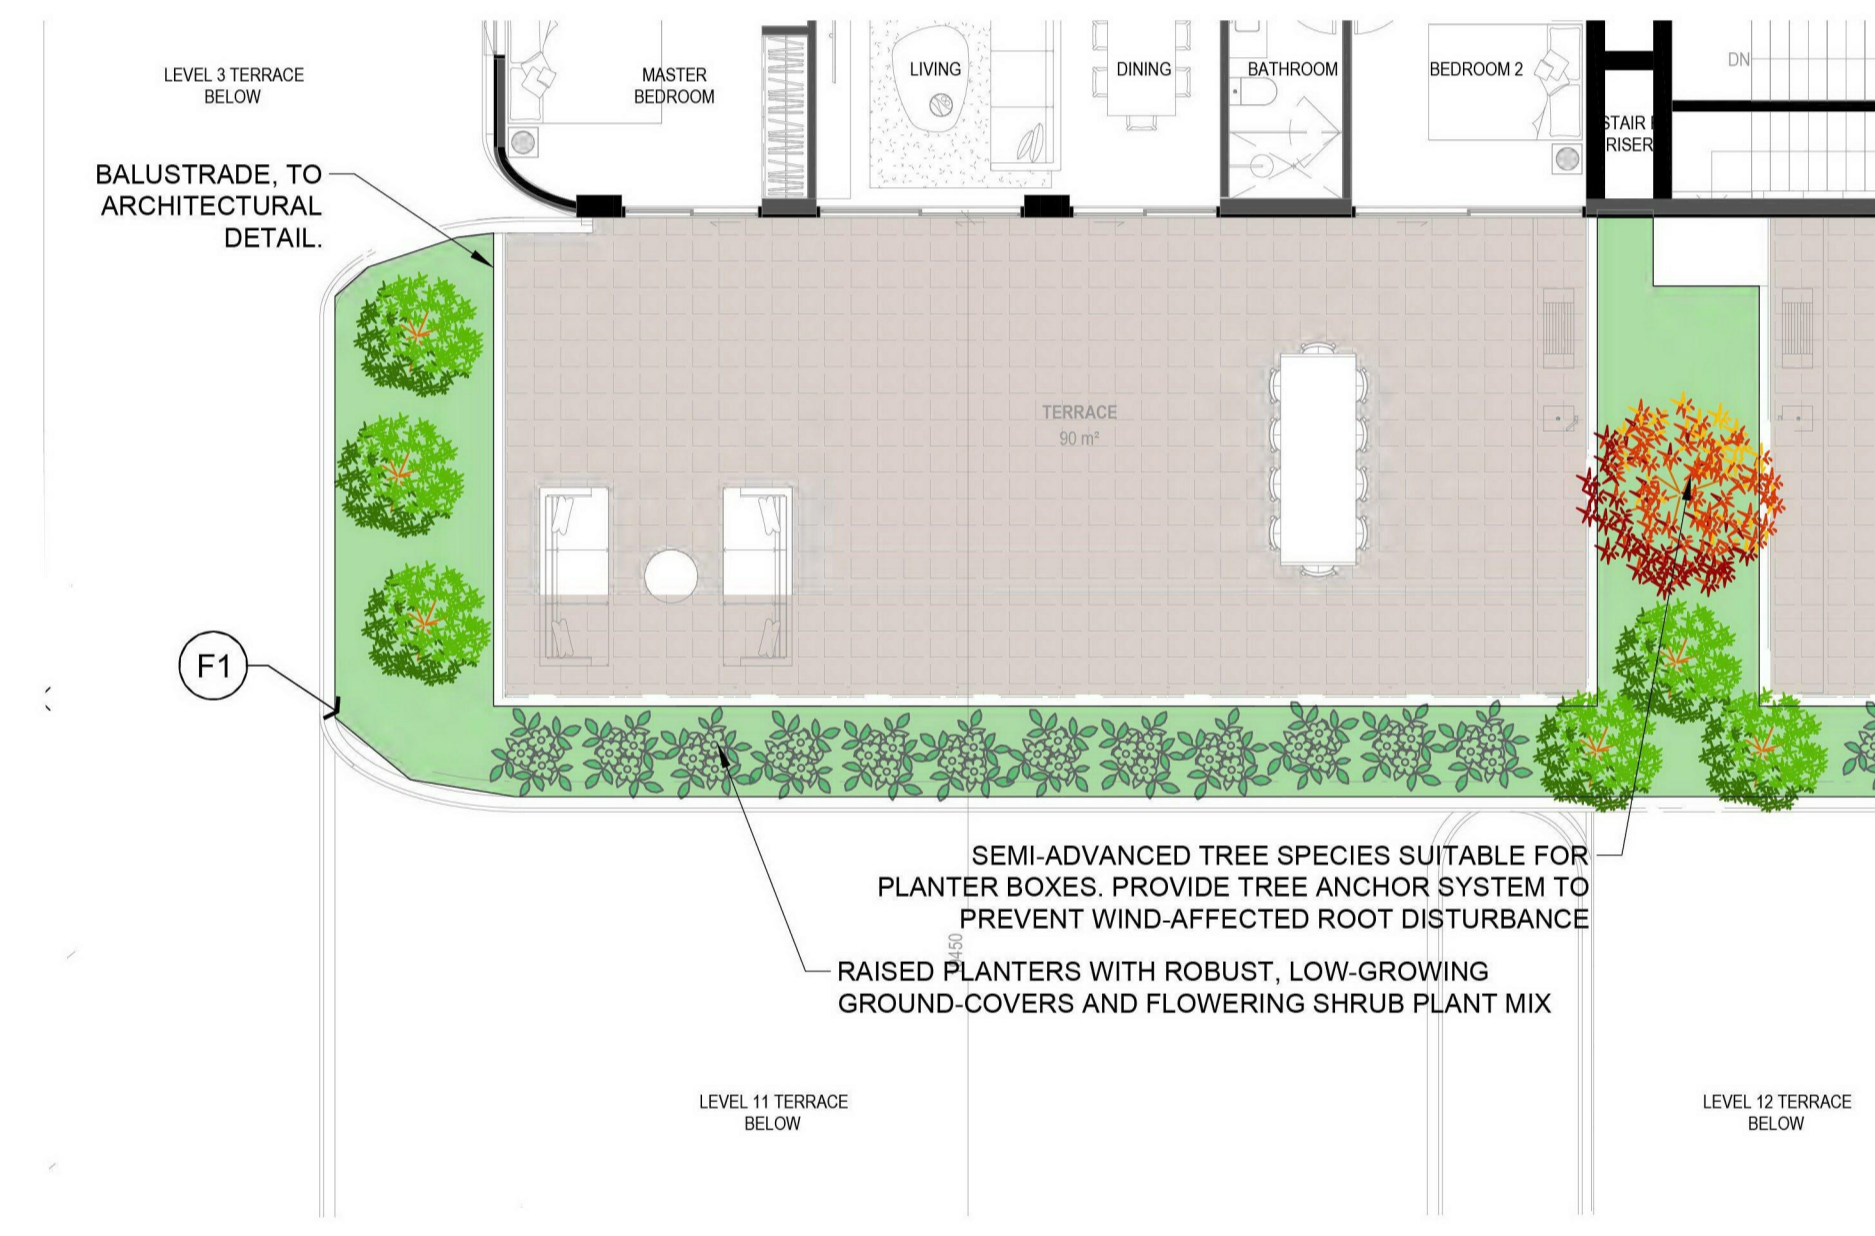 LEVEL 3 TERRACE
BELOW
MASTER
BEDROOM
LIVING
DINING
BATHROOM
BEDROOM 2
DN
STAIR
RISER
BALUSTRADE, TO
ARCHITECTURAL
DETAIL.
TERRACE
90 m²
F1
SEMI-ADVANCED TREE SPECIES SUITABLE FOR
PLANTER BOXES. PROVIDE TREE ANCHOR SYSTEM TO
PREVENT WIND-AFFECTED ROOT DISTURBANCE
RAISED PLANTERS WITH ROBUST, LOW-GROWING
GROUND-COVERS AND FLOWERING SHRUB PLANT MIX
LEVEL 11 TERRACE
BELOW
LEVEL 12 TERRACE
BELOW